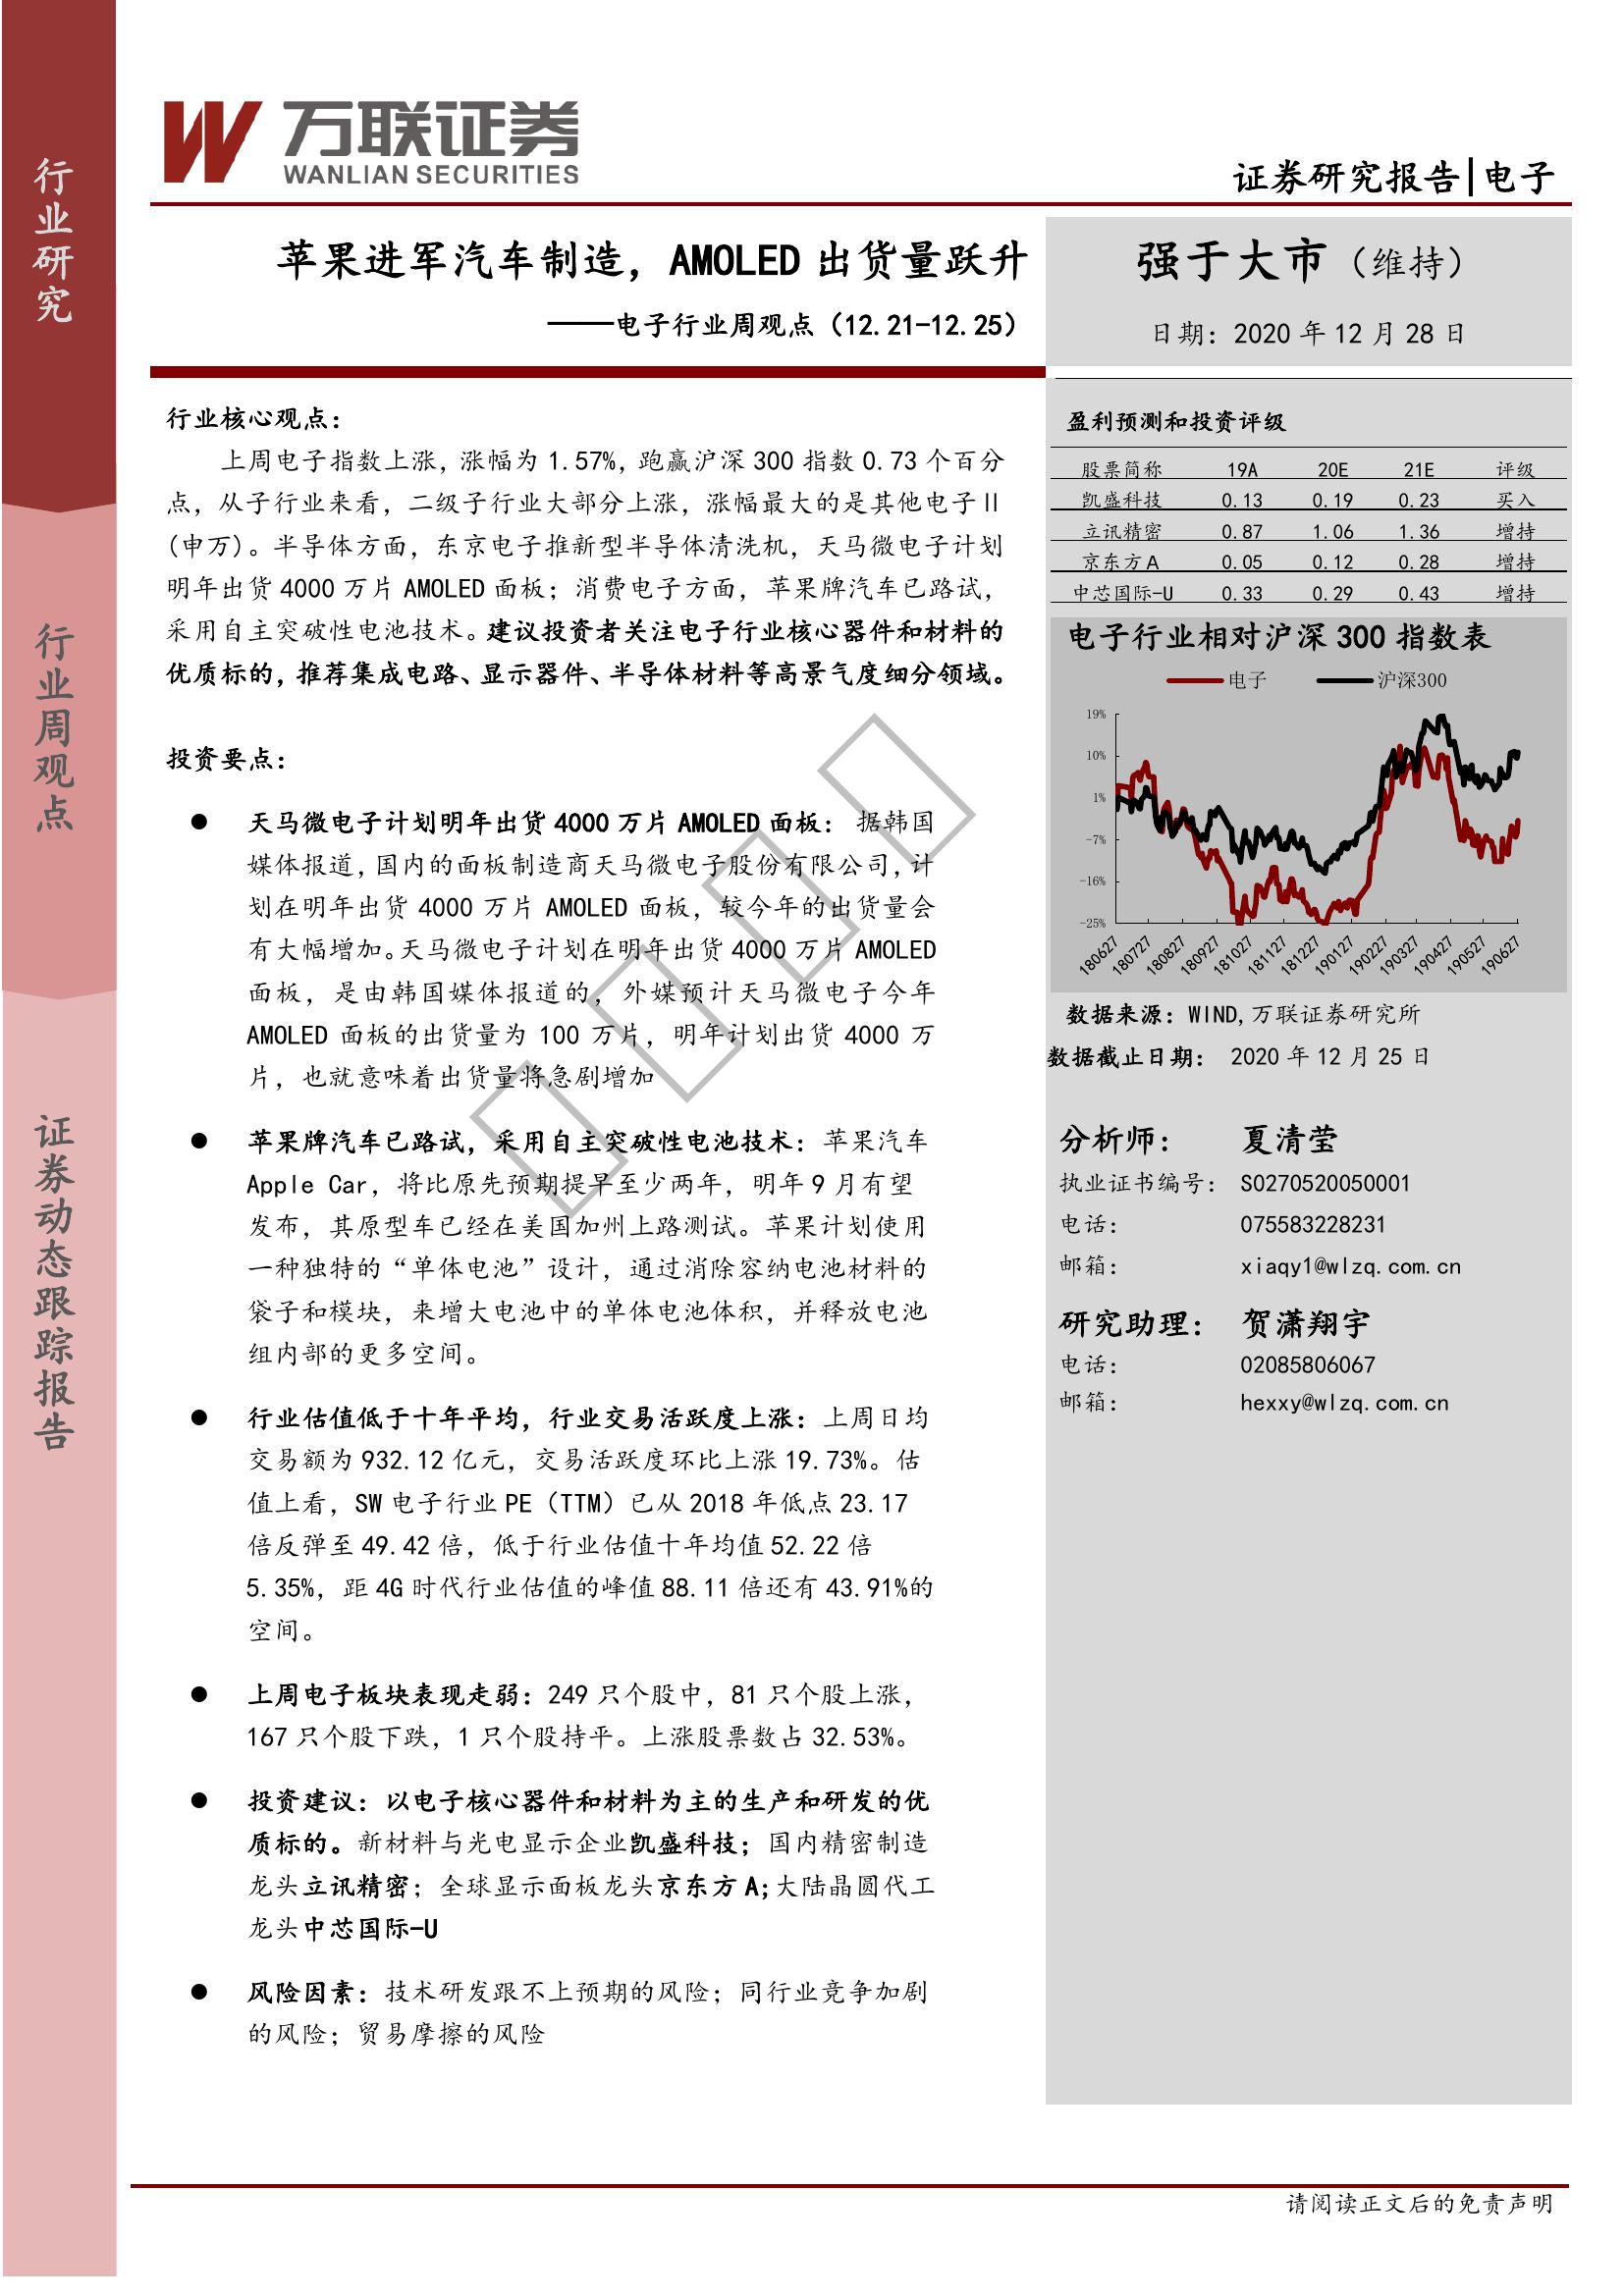 行业研究
行业周观点
证券动态跟踪报告
万联证券
WANLIAN SECURITIES
证券研究报告|电子
苹果进军汽车制造，AMOLED 出货量跃升
——电子行业周观点（12.21-12.25）
强于大市（维持）
日期：2020 年 12 月 28 日
行业核心观点：
上周电子指数上涨，涨幅为 1.57%，跑赢沪深 300 指数 0.73 个百分
点，从子行业来看，二级子行业大部分上涨，涨幅最大的是其他电子Ⅱ
(申万)。半导体方面，东京电子推新型半导体清洗机，天马微电子计划
明年出货 4000 万片 AMOLED 面板；消费电子方面，苹果牌汽车已路试，
采用自主突破性电池技术。建议投资者关注电子行业核心器件和材料的
优质标的，推荐集成电路、显示器件、半导体材料等高景气度细分领域。
投资要点：
● 天马微电子计划明年出货 4000 万片 AMOLED 面板： 据韩国
媒体报道，国内的面板制造商天马微电子股份有限公司，计
划在明年出货 4000 万片 AMOLED 面板，较今年的出货量会
有大幅增加。天马微电子计划在明年出货 4000 万片 AMOLED
面板，是由韩国媒体报道的，外媒预计天马微电子今年
AMOLED 面板的出货量为 100 万片，明年计划出货 4000 万
片，也就意味着出货量将急剧增加
● 苹果牌汽车已路试，采用自主突破性电池技术：苹果汽车
Apple Car，将比原先预期提早至少两年，明年 9 月有望
发布，其原型车已经在美国加州上路测试。苹果计划使用
一种独特的“单体电池”设计，通过消除容纳电池材料的
袋子和模块，来增大电池中的单体电池体积，并释放电池
组内部的更多空间。
● 行业估值低于十年平均，行业交易活跃度上涨：上周日均
交易额为 932.12 亿元，交易活跃度环比上涨 19.73%。估
值上看，SW 电子行业 PE（TTM）已从 2018 年低点 23.17
倍反弹至 49.42 倍，低于行业估值十年均值 52.22 倍
5.35%，距 4G 时代行业估值的峰值 88.11 倍还有 43.91%的
空间。
● 上周电子板块表现走弱：249 只个股中，81 只个股上涨，
167 只个股下跌，1 只个股持平。上涨股票数占 32.53%。
● 投资建议：以电子核心器件和材料为主的生产和研发的优
质标的。新材料与光电显示企业凯盛科技；国内精密制造
龙头立讯精密；全球显示面板龙头京东方 A;大陆晶圆代工
龙头中芯国际-U
● 风险因素：技术研发跟不上预期的风险；同行业竞争加剧
的风险；贸易摩擦的风险
盈利预测和投资评级
股票简称 19A 20E 21E 评级
凯盛科技 0.13 0.19 0.23 买入
立讯精密 0.87 1.06 1.36 增持
京东方A 0.05 0.12 0.28 增持
中芯国际-U 0.33 0.29 0.43 增持
电子行业相对沪深 300 指数表
电子 沪深300
19%
10%
1%
-7%
-16%
-25%
180627 180727 180827 180927 181027 181127 181227 190127 190227 190327 190427 190527 190627
数据来源：WIND,万联证券研究所
数据截止日期： 2020 年 12 月 25 日
分析师： 夏清莹
执业证书编号： S0270520050001
电话： 075583228231
邮箱： xiaqy1@wlzq.com.cn
研究助理： 贺潇翔宇
电话： 02085806067
邮箱： hexxy@wlzq.com.cn
请阅读正文后的免责声明